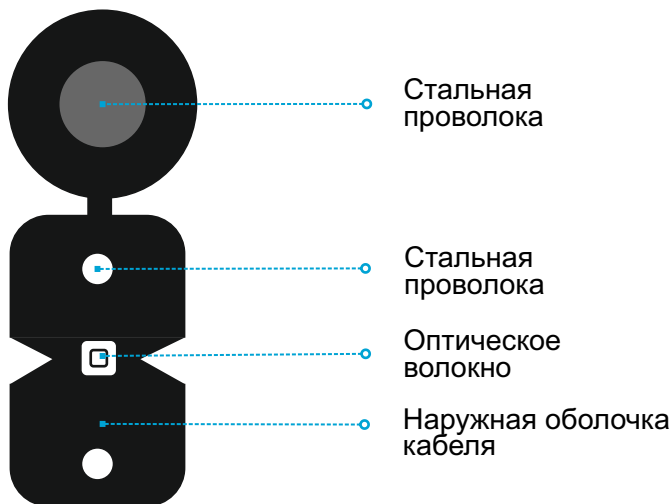 Стальная
проволока
Стальная
проволока
Оптическое
волокно
Наружная оболочка
кабеля